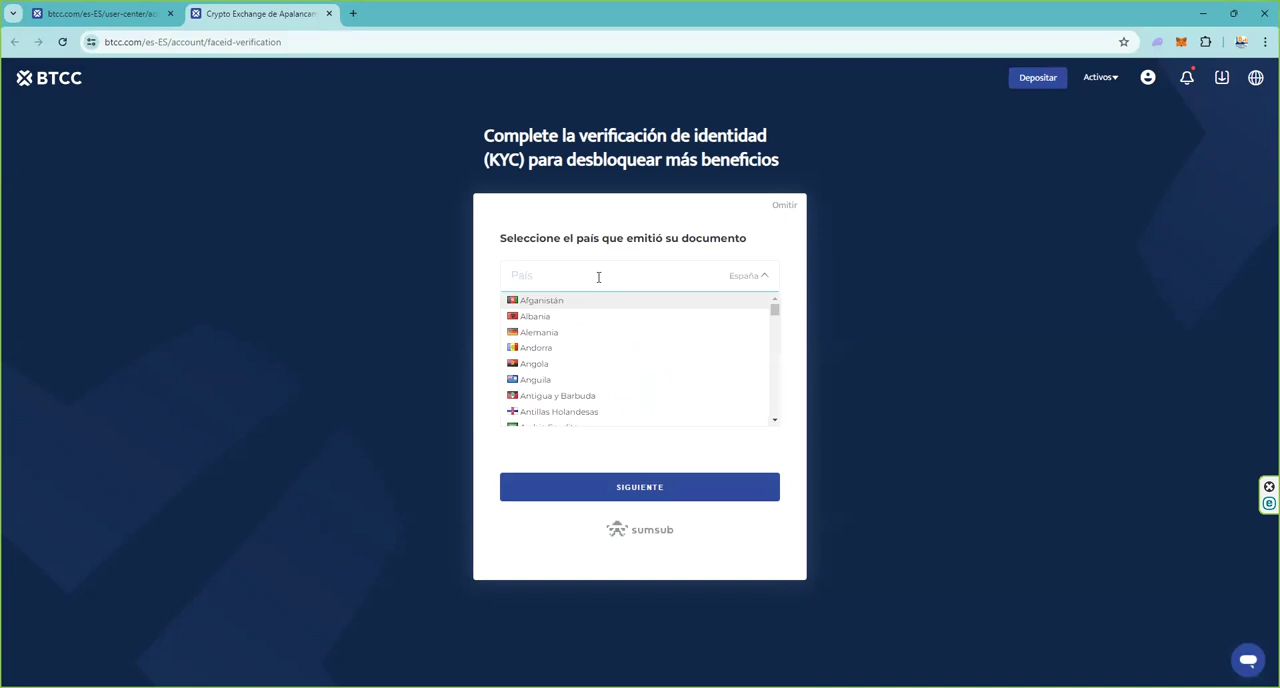 btcc.com/es-ES/user-center/as
Crypto Exchange de Apalancam
btcc.com/es-ES/account/faceid-verification
BTCC
Depositar
Activos
Complete la verificación de identidad
(KYC) para desbloquear más beneficios
Omitir
Seleccione el país que emitió su documento
País
España
Afganistán
Albania
Alemania
Andorra
Angola
Anguila
Antigua y Barbuda
Antillas Holandesas
SIGUIENTE
sumsub